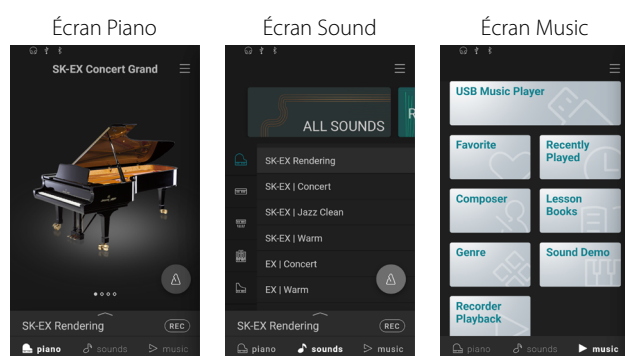 Écran Piano
SK-EX Concert Grand
SK-EX Rendering
REC
piano
sounds
music
Écran Sound
ALL SOUNDS
R
SK-EX Rendering
SK-EX | Concert
SK-EX | Jazz Clean
SK-EX | Warm
EX | Concert
EX | Warm
SK-EX Rendering
REC
piano
sounds
music
Écran Music
USB Music Player
Favorite
Recently
Played
Composer
Lesson
Books
Genre
Sound Demo
Recorder
Playback
piano
sounds
music